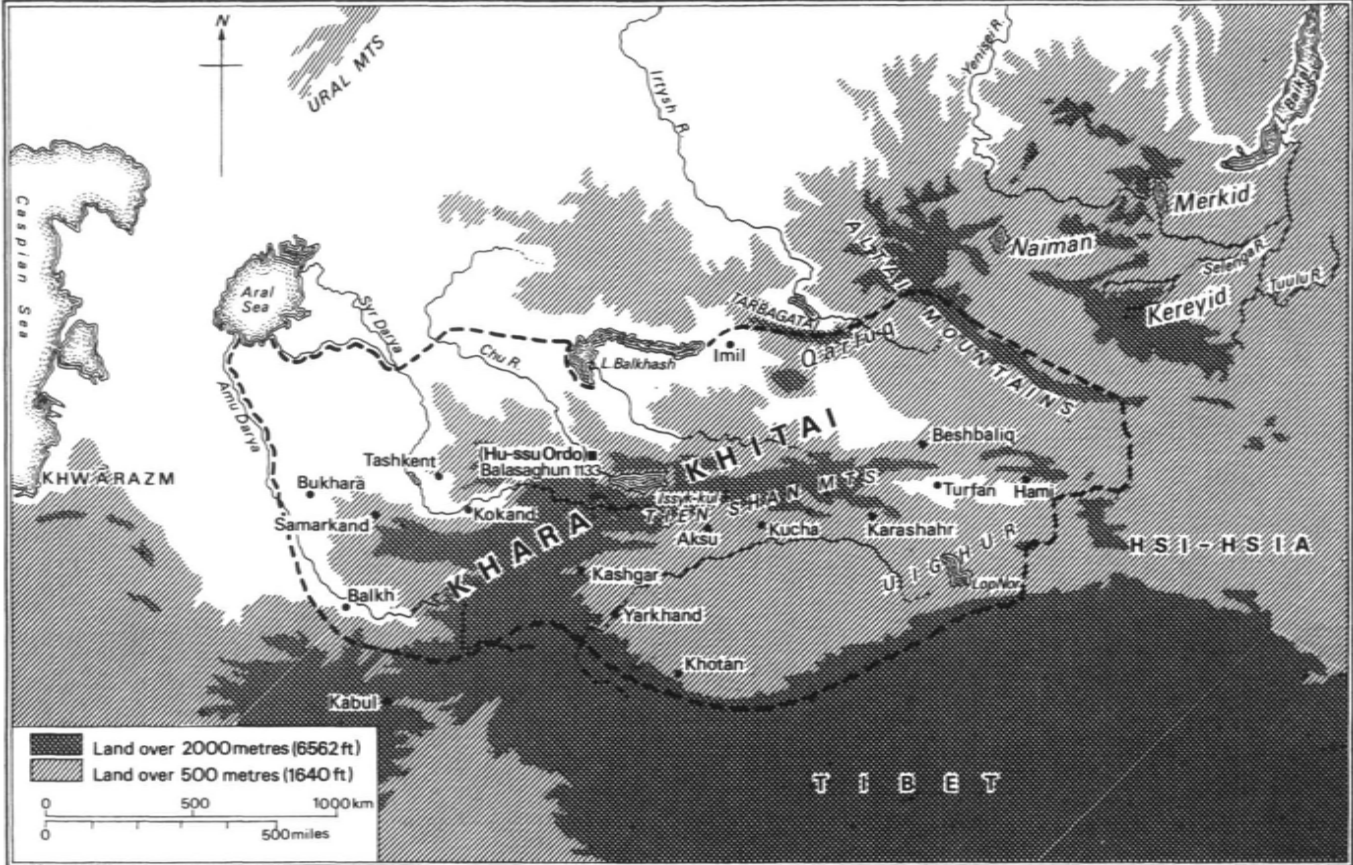 N
URAL MTS
Irtysh R.
Yenisei R.
L. Baikal
Caspian Sea
Aral Sea
Syr Darya
Amu Darya
Chu R.
L. Balkhash
TARBAGATAI
Imil
Qarluq
ALTAI MOUNTAINS
Naiman
Merkid
Selenga R.
Tuulu R.
Kereyid
KHWĀRAZM
Bukhārā
Samarkand
Tashkent
Kokand
(Hu-ssu Ordo)
Balasaghun 1133
Issyk-kul
TIEN SHAN MTS
KHARA KHITAI
Beshbaliq
Turfan
Hami
Aksu
Kucha
Karashahr
UIGHUR
Lop Nor
HSI-HSIA
Kashgar
Yarkhand
Khotan
Balkh
Kabul
TIBET
Land over 2000 metres (6562 ft)
Land over 500 metres (1640 ft)
0 500 1000 km
0 500 miles